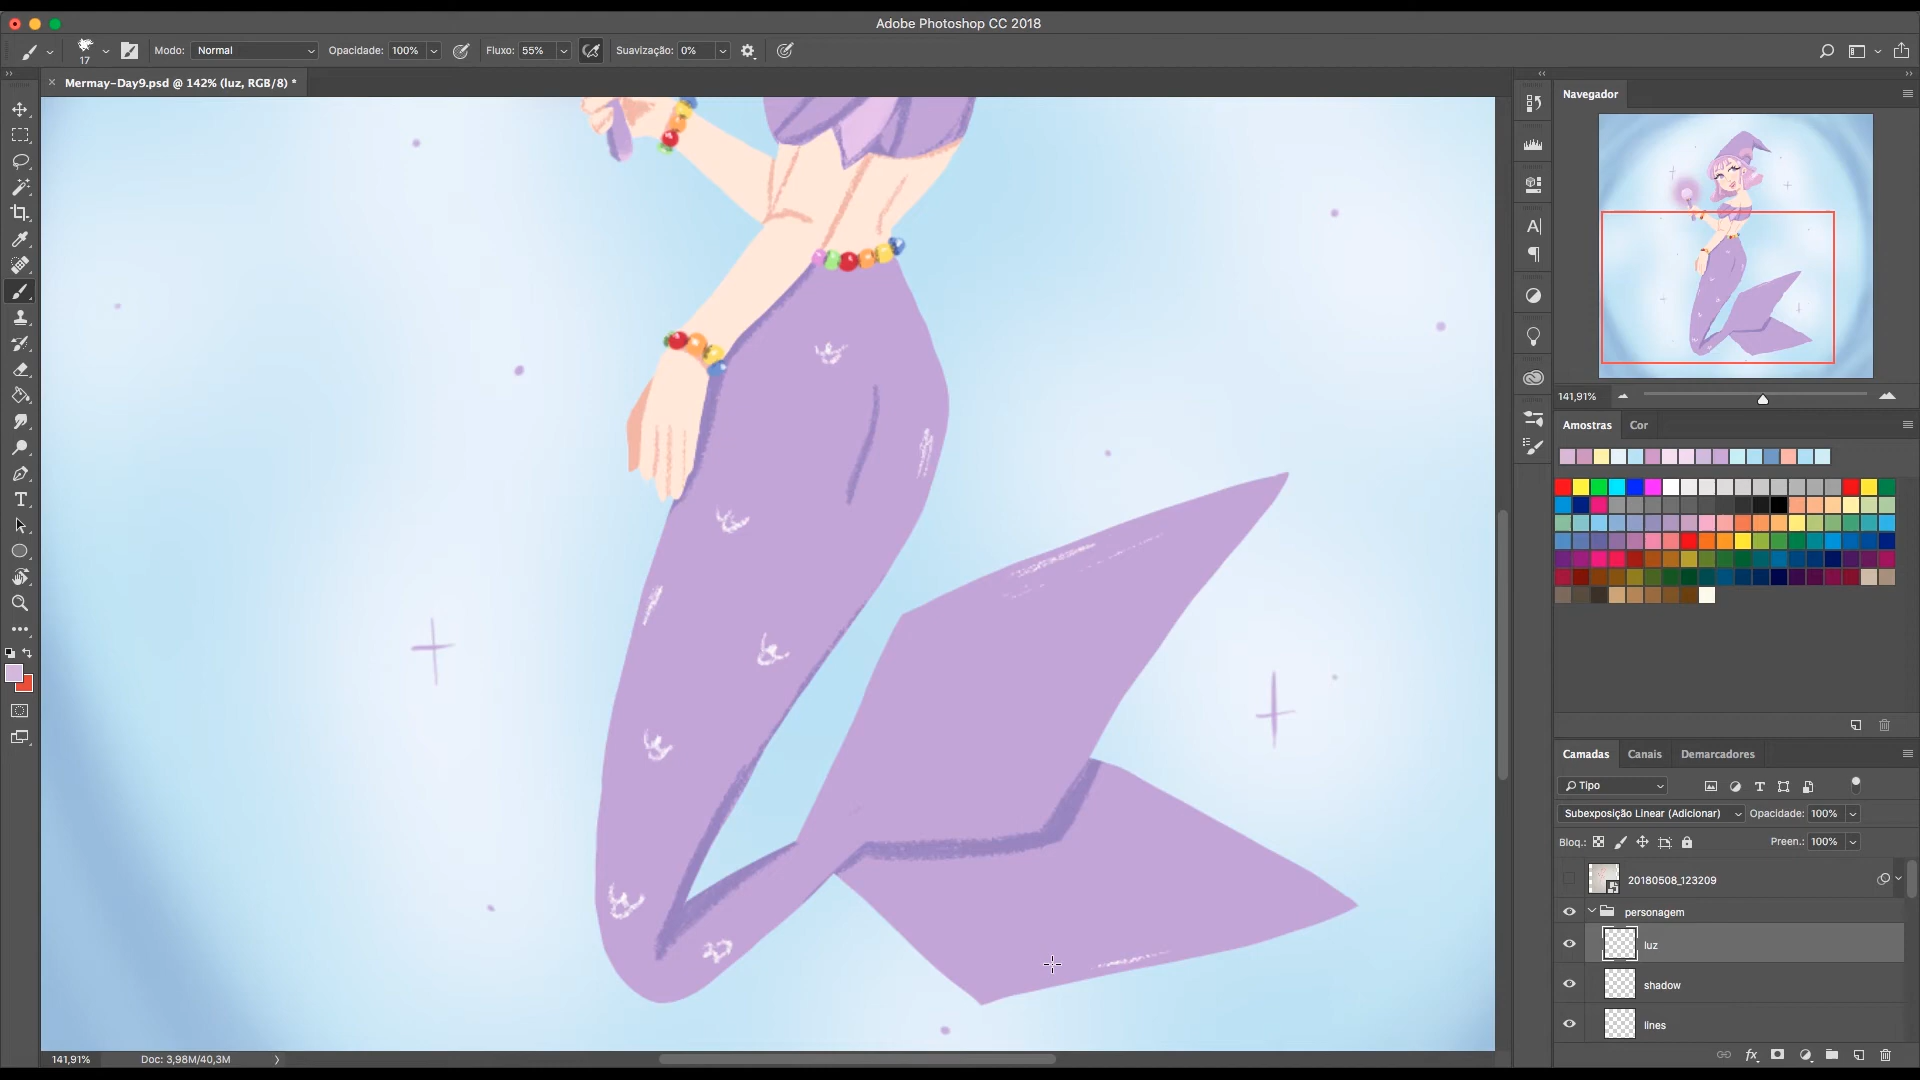 Adobe Photoshop CC 2018
17
Modo: Normal
Opacidade: 100%
Fluxo: 55%
Suavização: 0%
Mermay-Day9.psd @ 142% (luz, RGB/8) *
Navegador
141,91%
Amostras
Cor
Camadas
Canais
Demarcadores
Tipo
Subexposição Linear (Adicionar)
Opacidade: 100%
Bloq.:
Preen.: 100%
20180508_123209
personagem
luz
shadow
lines
141,91%
Doc: 3,98M/40,3M